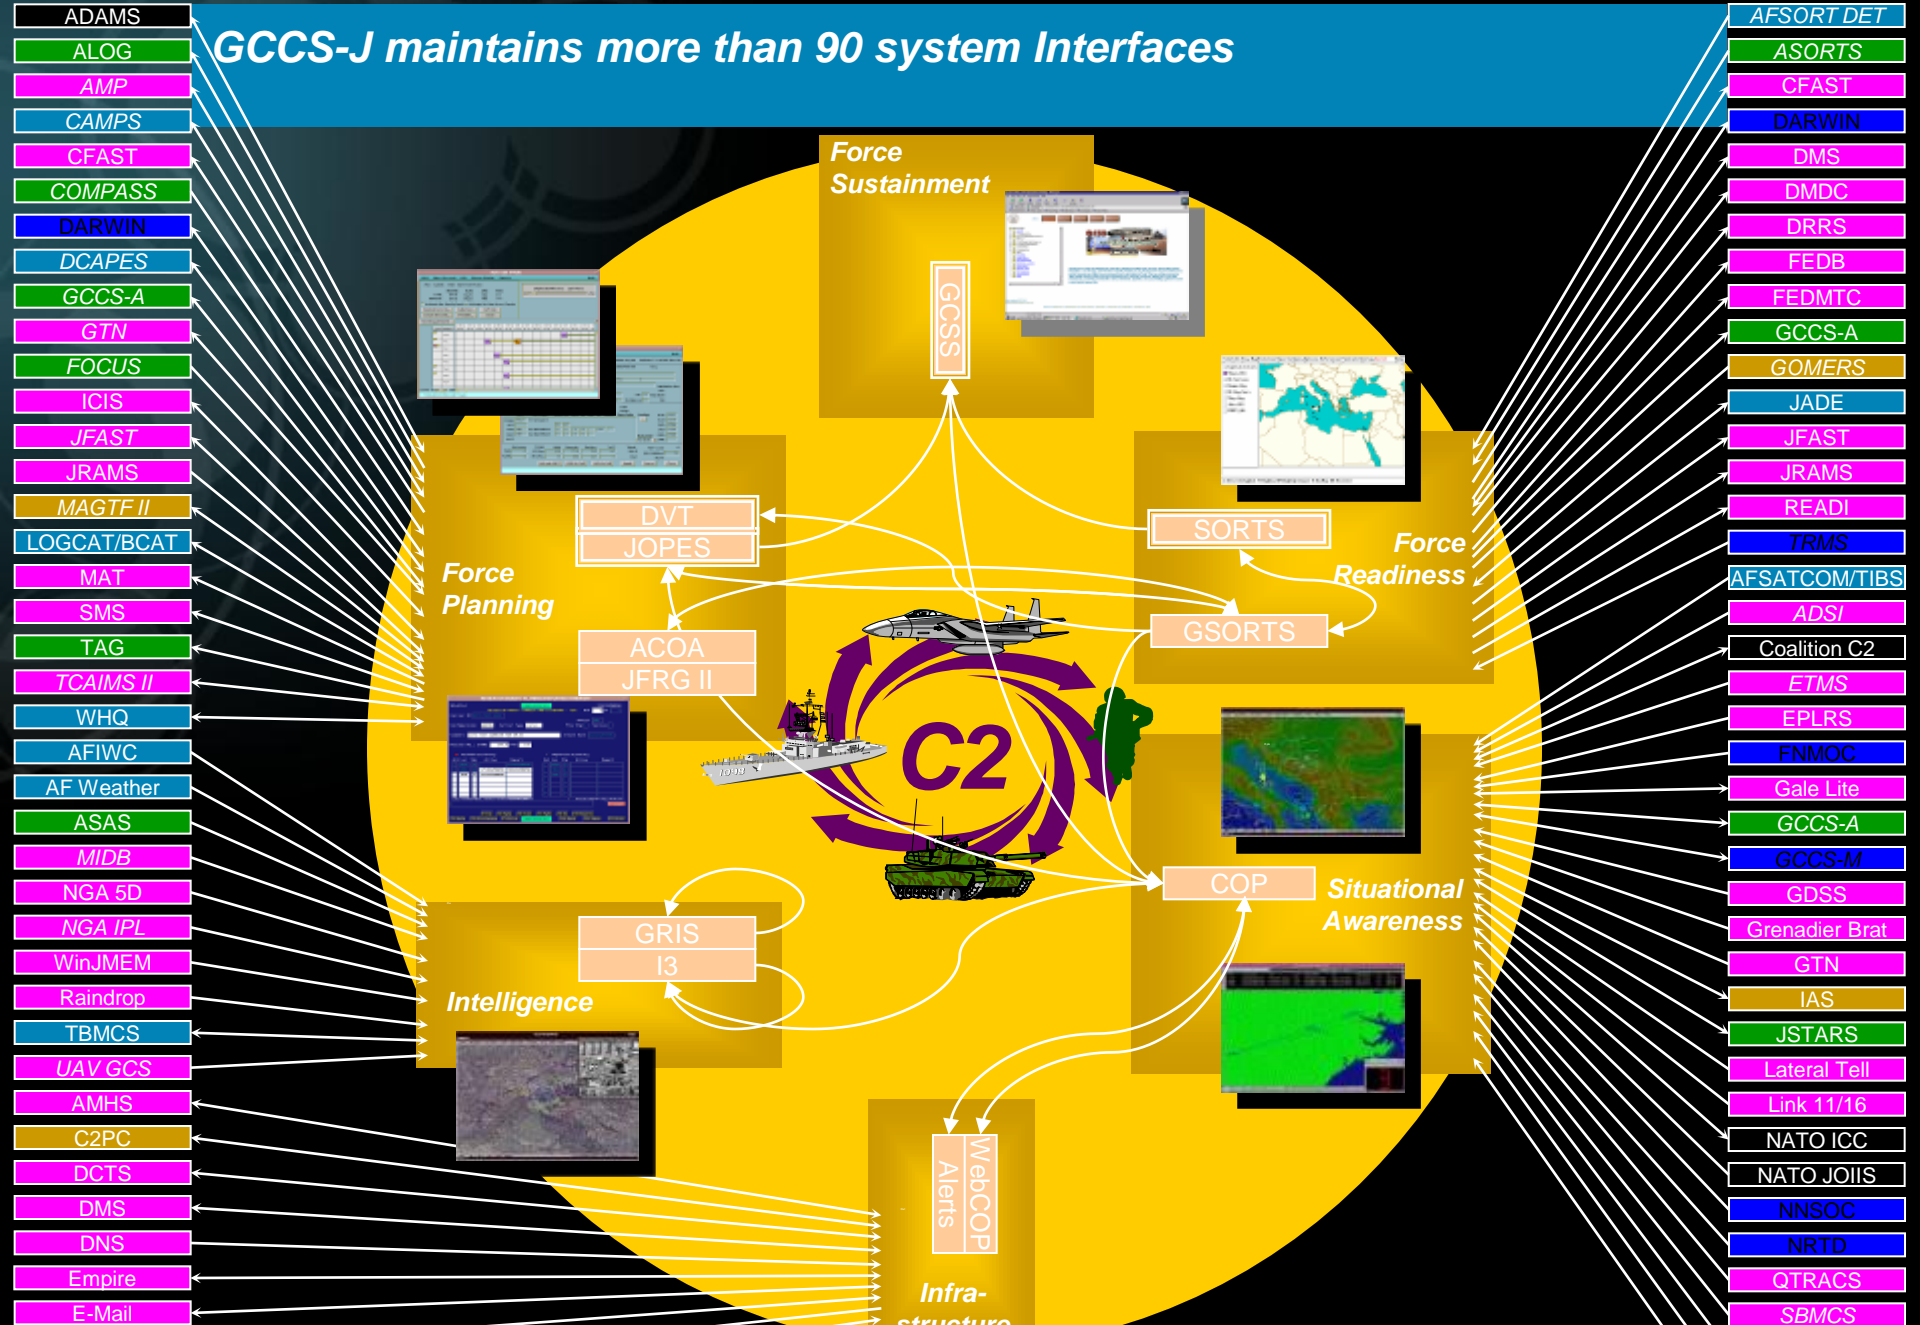 GCCS-J maintains more than 90 system Interfaces
ADAMS
ALOG
AMP
CAMPS
CFAST
COMPASS
DARWIN
DCAPES
GCCS-A
GTN
FOCUS
ICIS
JFAST
JRAMS
MAGTF II
LOGCAT/BCAT
MAT
SMS
TAG
TCAIMS II
WHQ
AFIWC
AF Weather
ASAS
MIDB
NGA 5D
NGA IPL
WinJMEM
Raindrop
TBMCS
UAV GCS
AMHS
C2PC
DCTS
DMS
DNS
Empire
E-Mail
Force
Sustainment
GCSS
DVT
JOPES
Force
Planning
ACOA
JFRG II
SORTS
Force
Readiness
GSORTS
C2
COP
Situational
Awareness
GRIS
I3
Intelligence
WebCOP
Alerts
Infra-
structure
AFSORT DET
ASORTS
CFAST
DARWIN
DMS
DMDC
DRRS
FEDB
FEDMTC
GCCS-A
GOMERS
JADE
JFAST
JRAMS
READI
TRMS
AFSATCOM/TIBS
ADSI
Coalition C2
ETMS
EPLRS
FNMOC
Gale Lite
GCCS-A
GCCS-M
GDSS
Grenadier Brat
GTN
IAS
JSTARS
Lateral Tell
Link 11/16
NATO ICC
NATO JOIIS
NNSOC
NRTD
QTRACS
SBMCS